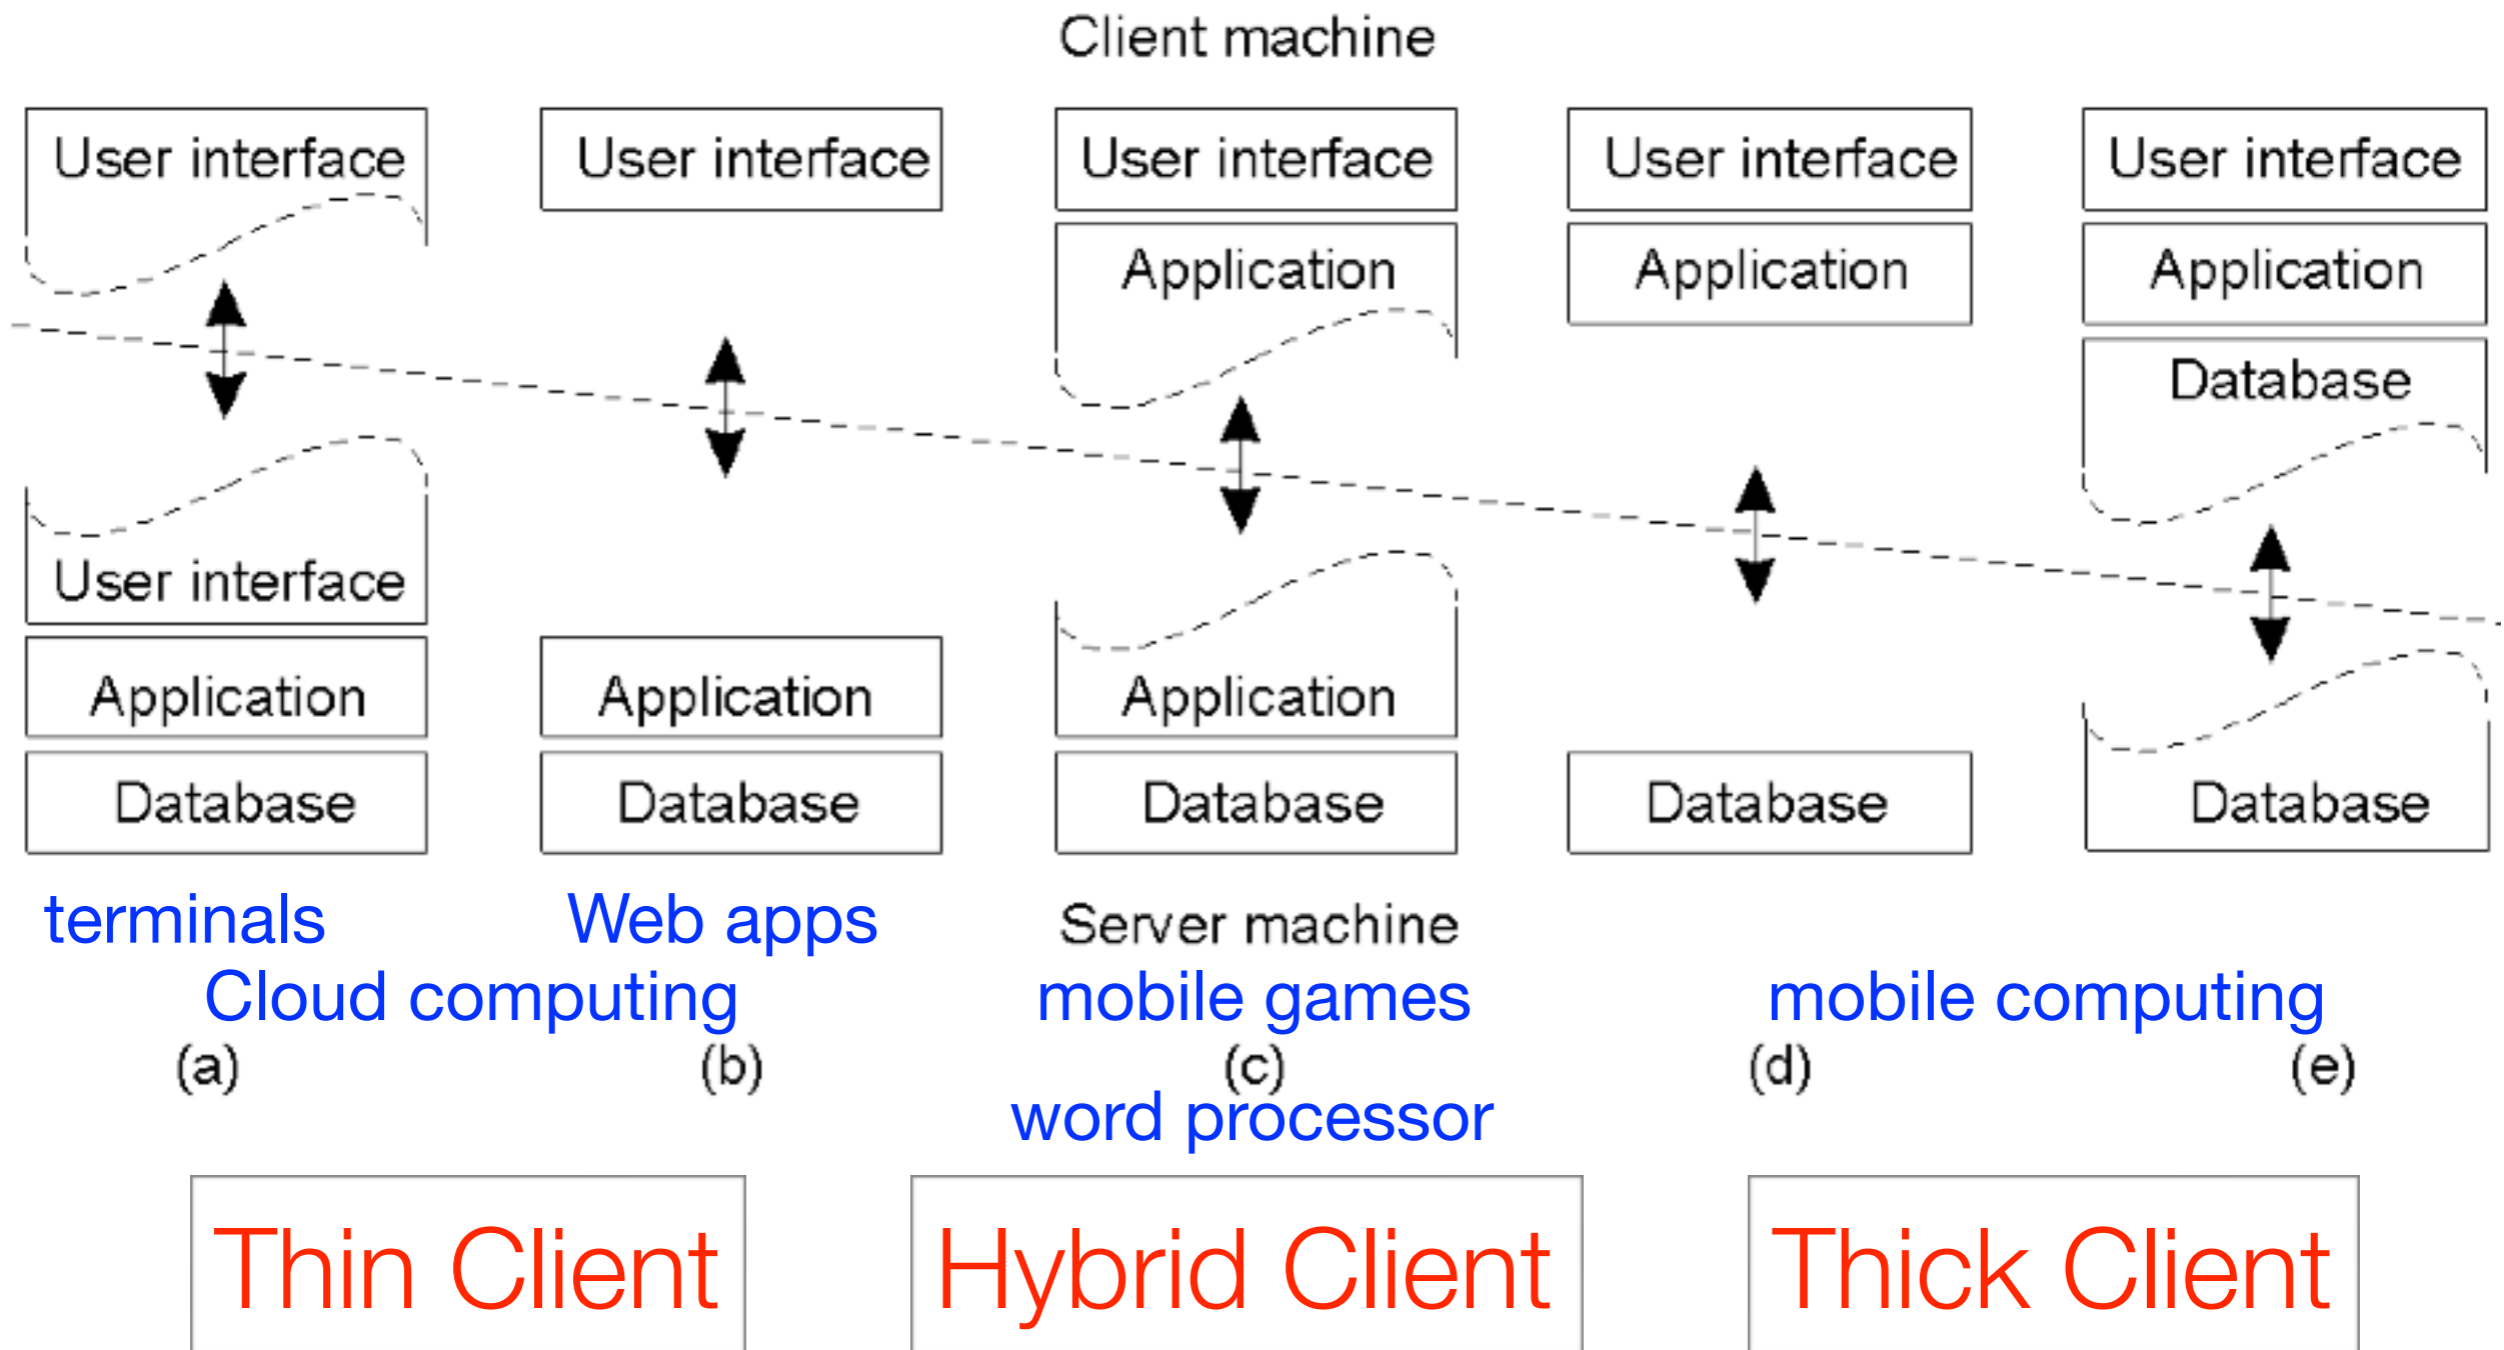 Client machine
User interface User interface User interface User interface User interface
Application Application Application
Database
User interface
Application Application Application
Database Database Database Database Database
terminals Web apps Server machine
Cloud computing mobile games mobile computing
(a) (b) (c) (d) (e)
word processor
Thin Client Hybrid Client Thick Client